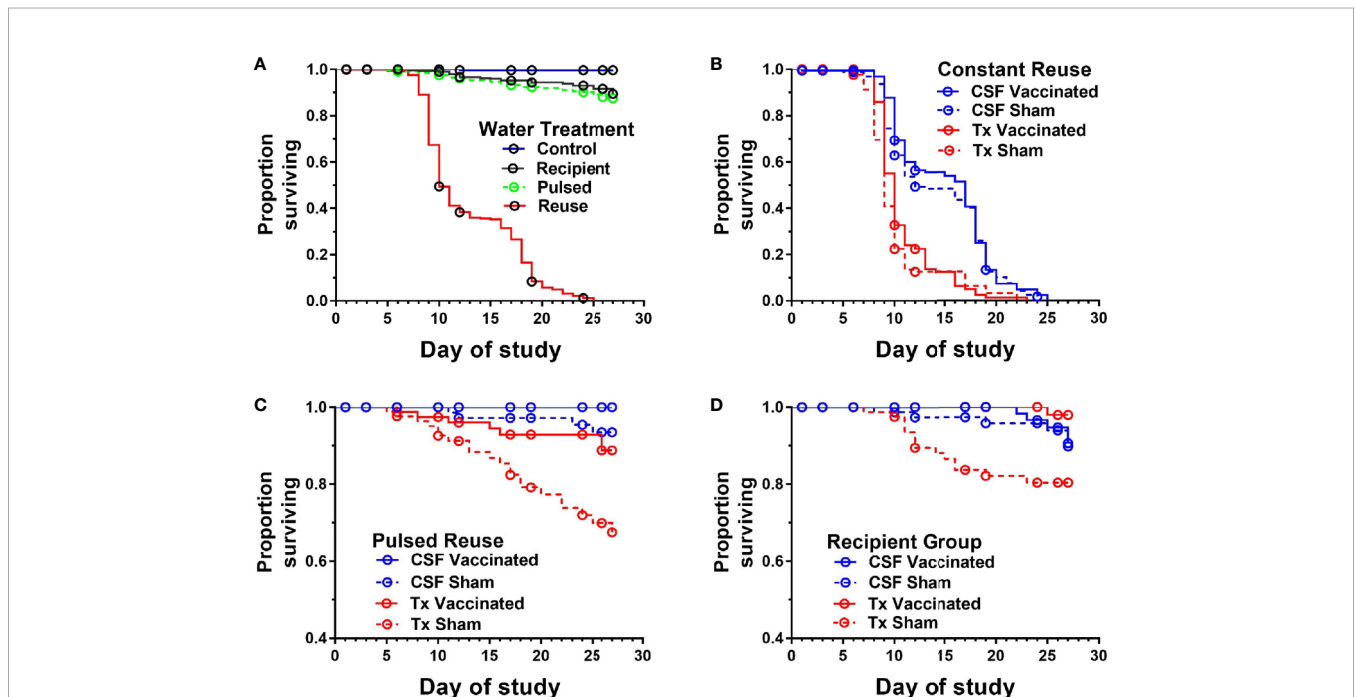 A
1.0
0.8
0.6
0.4
0.2
0.0
Proportion
surviving
Water Treatment
Control
Recipient
Pulsed
Reuse
0 5 10 15 20 25 30
Day of study
B
1.0
0.8
0.6
0.4
0.2
0.0
Proportion
surviving
Constant Reuse
CSF Vaccinated
CSF Sham
Tx Vaccinated
Tx Sham
0 5 10 15 20 25 30
Day of study
C
1.0
0.8
0.6
0.4
Proportion
surviving
Pulsed Reuse
CSF Vaccinated
CSF Sham
Tx Vaccinated
Tx Sham
0 5 10 15 20 25 30
Day of study
D
1.0
0.8
0.6
0.4
Proportion
surviving
Recipient Group
CSF Vaccinated
CSF Sham
Tx Vaccinated
Tx Sham
0 5 10 15 20 25 30
Day of study